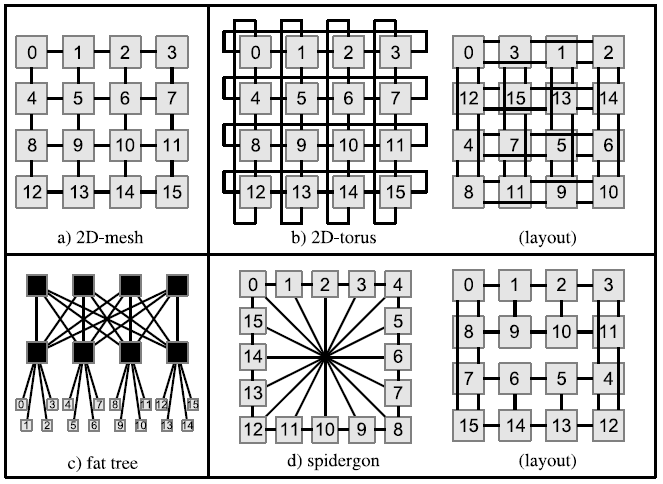 0 1 2 3
4 5 6 7
8 9 10 11
12 13 14 15
a) 2D-mesh
0 1 2 3
4 5 6 7
8 9 10 11
12 13 14 15
b) 2D-torus
0 3 1 2
12 15 13 14
4 7 5 6
8 11 9 10
(layout)
0 3 4 7 8 11 12 15
1 2 5 6 9 10 13 14
c) fat tree
0 1 2 3 4
15 5
14 6
13 7
12 11 10 9 8
d) spidergon
0 1 2 3
8 9 10 11
7 6 5 4
15 14 13 12
(layout)